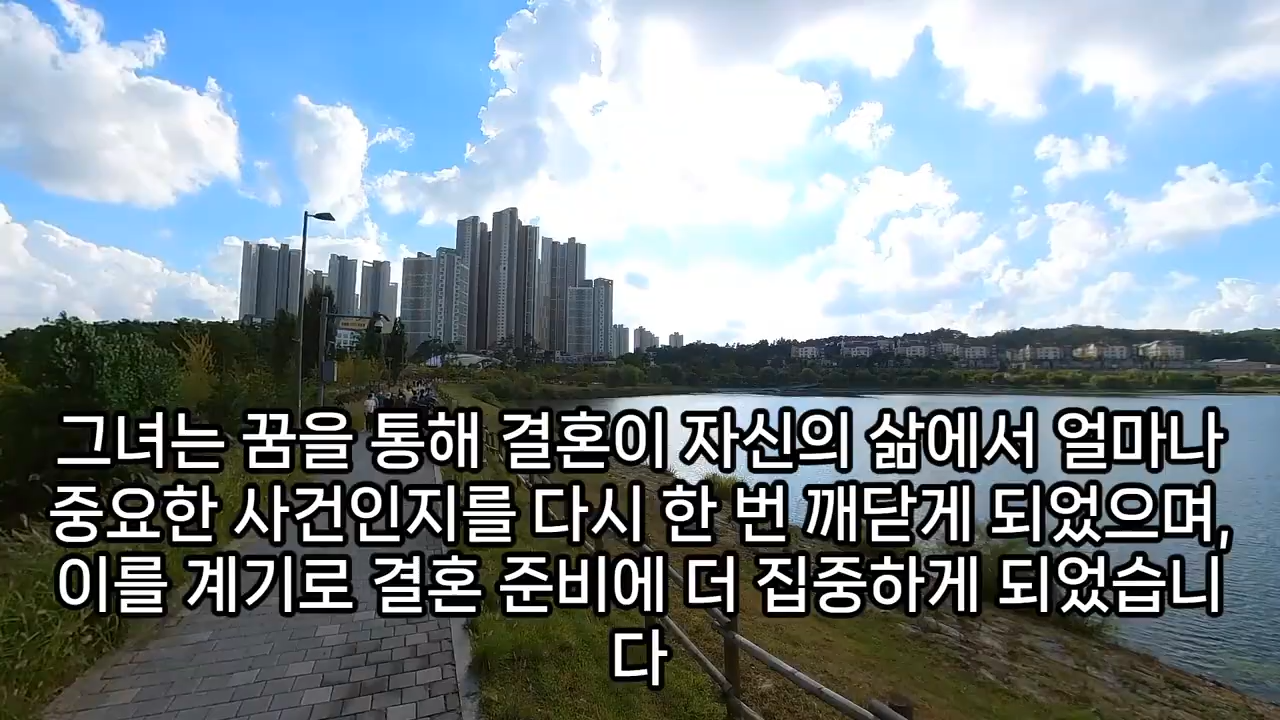 그녀는 꿈을 통해 결혼이 자신의 삶에서 얼마나
중요한 사건인지를 다시 한 번 깨닫게 되었으며,
이를 계기로 결혼 준비에 더 집중하게 되었습니
다